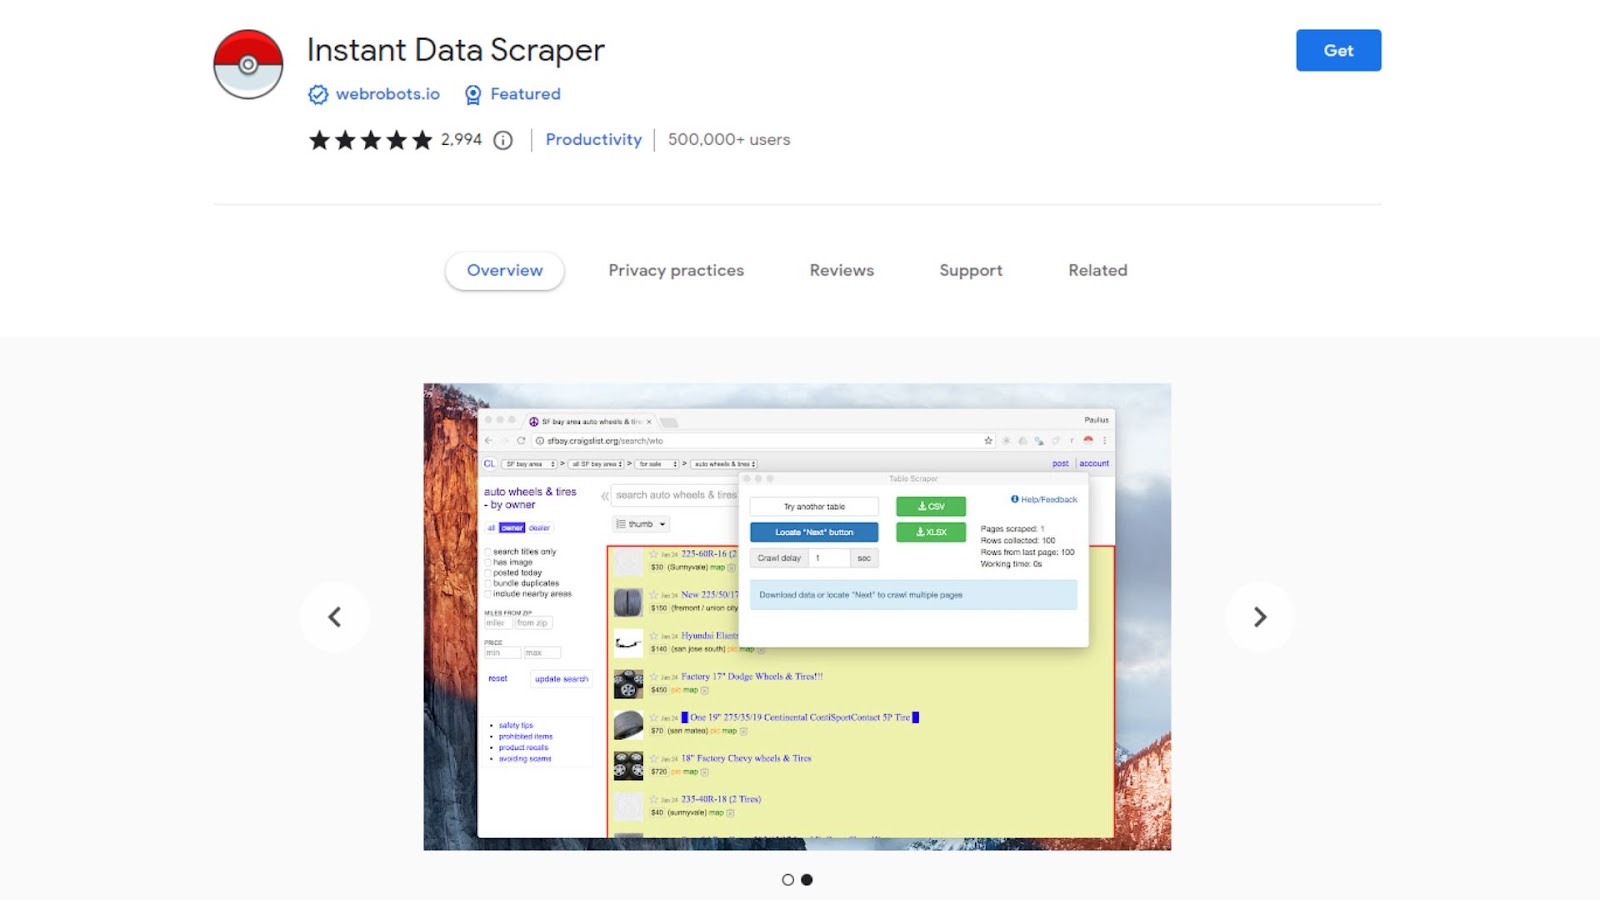 Instant Data Scraper
Get
webrobots.io Featured
2,994 Productivity 500,000+ users
Overview Privacy practices Reviews Support Related
SF bay area auto wheels & tire
Paulius
sfbay.craigslist.org/search/wto
CL SF bay area > all SF bay area > for sale > auto wheels & tires
post account
auto wheels & tires
- by owner
all owner dealer
search titles only
has image
posted today
bundle duplicates
include nearby areas
MILES FROM ZIP
miles from zip
PRICE
min max
reset update search
safety tips
prohibited items
product recalls
avoiding scams
search auto wheels & tires
thumb
Table Scraper
Try another table
CSV
Help/Feedback
Locate "Next" button
XLSX
Crawl delay 1 sec
Pages scraped: 1
Rows collected: 100
Rows from last page: 100
Working time: 0s
Download data or locate "Next" to crawl multiple pages
Jan 24 225-60R-16 (2
$30 (Sunnyvale) map
Jan 24 New 225/50/17
$150 (fremont / union city
Jan 24 Hyundai Elant
$140 (san jose south) pic map
Jan 24 Factory 17" Dodge Wheels & Tires!!!
$450 pic map
Jan 24 One 19" 275/35/19 Continental ContiSportContact 5P Tire
$70 (san mateo) pic map
Jan 24 18" Factory Chevy wheels & Tires
$720 pic map
Jan 24 235-40R-18 (2 Tires)
$40 (sunnyvale) map